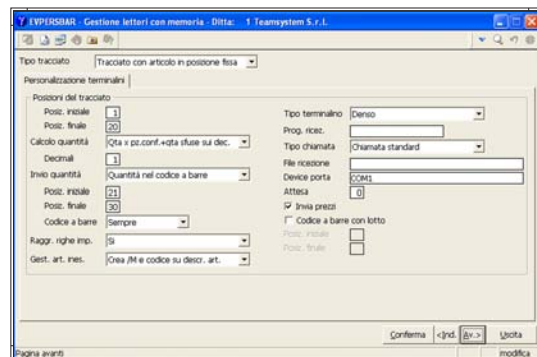 EVPERSBAR - Gestione lettori con memoria - Ditta: 1 Teamsystem S.r.l.
Tipo tracciato Tracciato con articolo in posizione fissa
Personalizzazione terminalini
Posizioni del tracciato
Posiz. iniziale 1
Posiz. finale 20
Calcolo quantità Qta x pz.conf.+qta sfuse sui dec.
Decimali 1
Invio quantità Quantità nel codice a barre
Posiz. iniziale 21
Posiz. finale 30
Codice a barre Sempre
Raggr. righe imp. Si
Gest. art. ines. Crea /M e codice su descr. art.
Tipo terminalino Denso
Prog. ricez.
Tipo chiamata Chiamata standard
File ricezione
Device porta COM1
Attesa 0
Invia prezzi
Codice a barre con lotto
Posiz. iniziale
Posiz. finale
Conferma <Ind. Av.> Uscita
Pagina avanti modifica